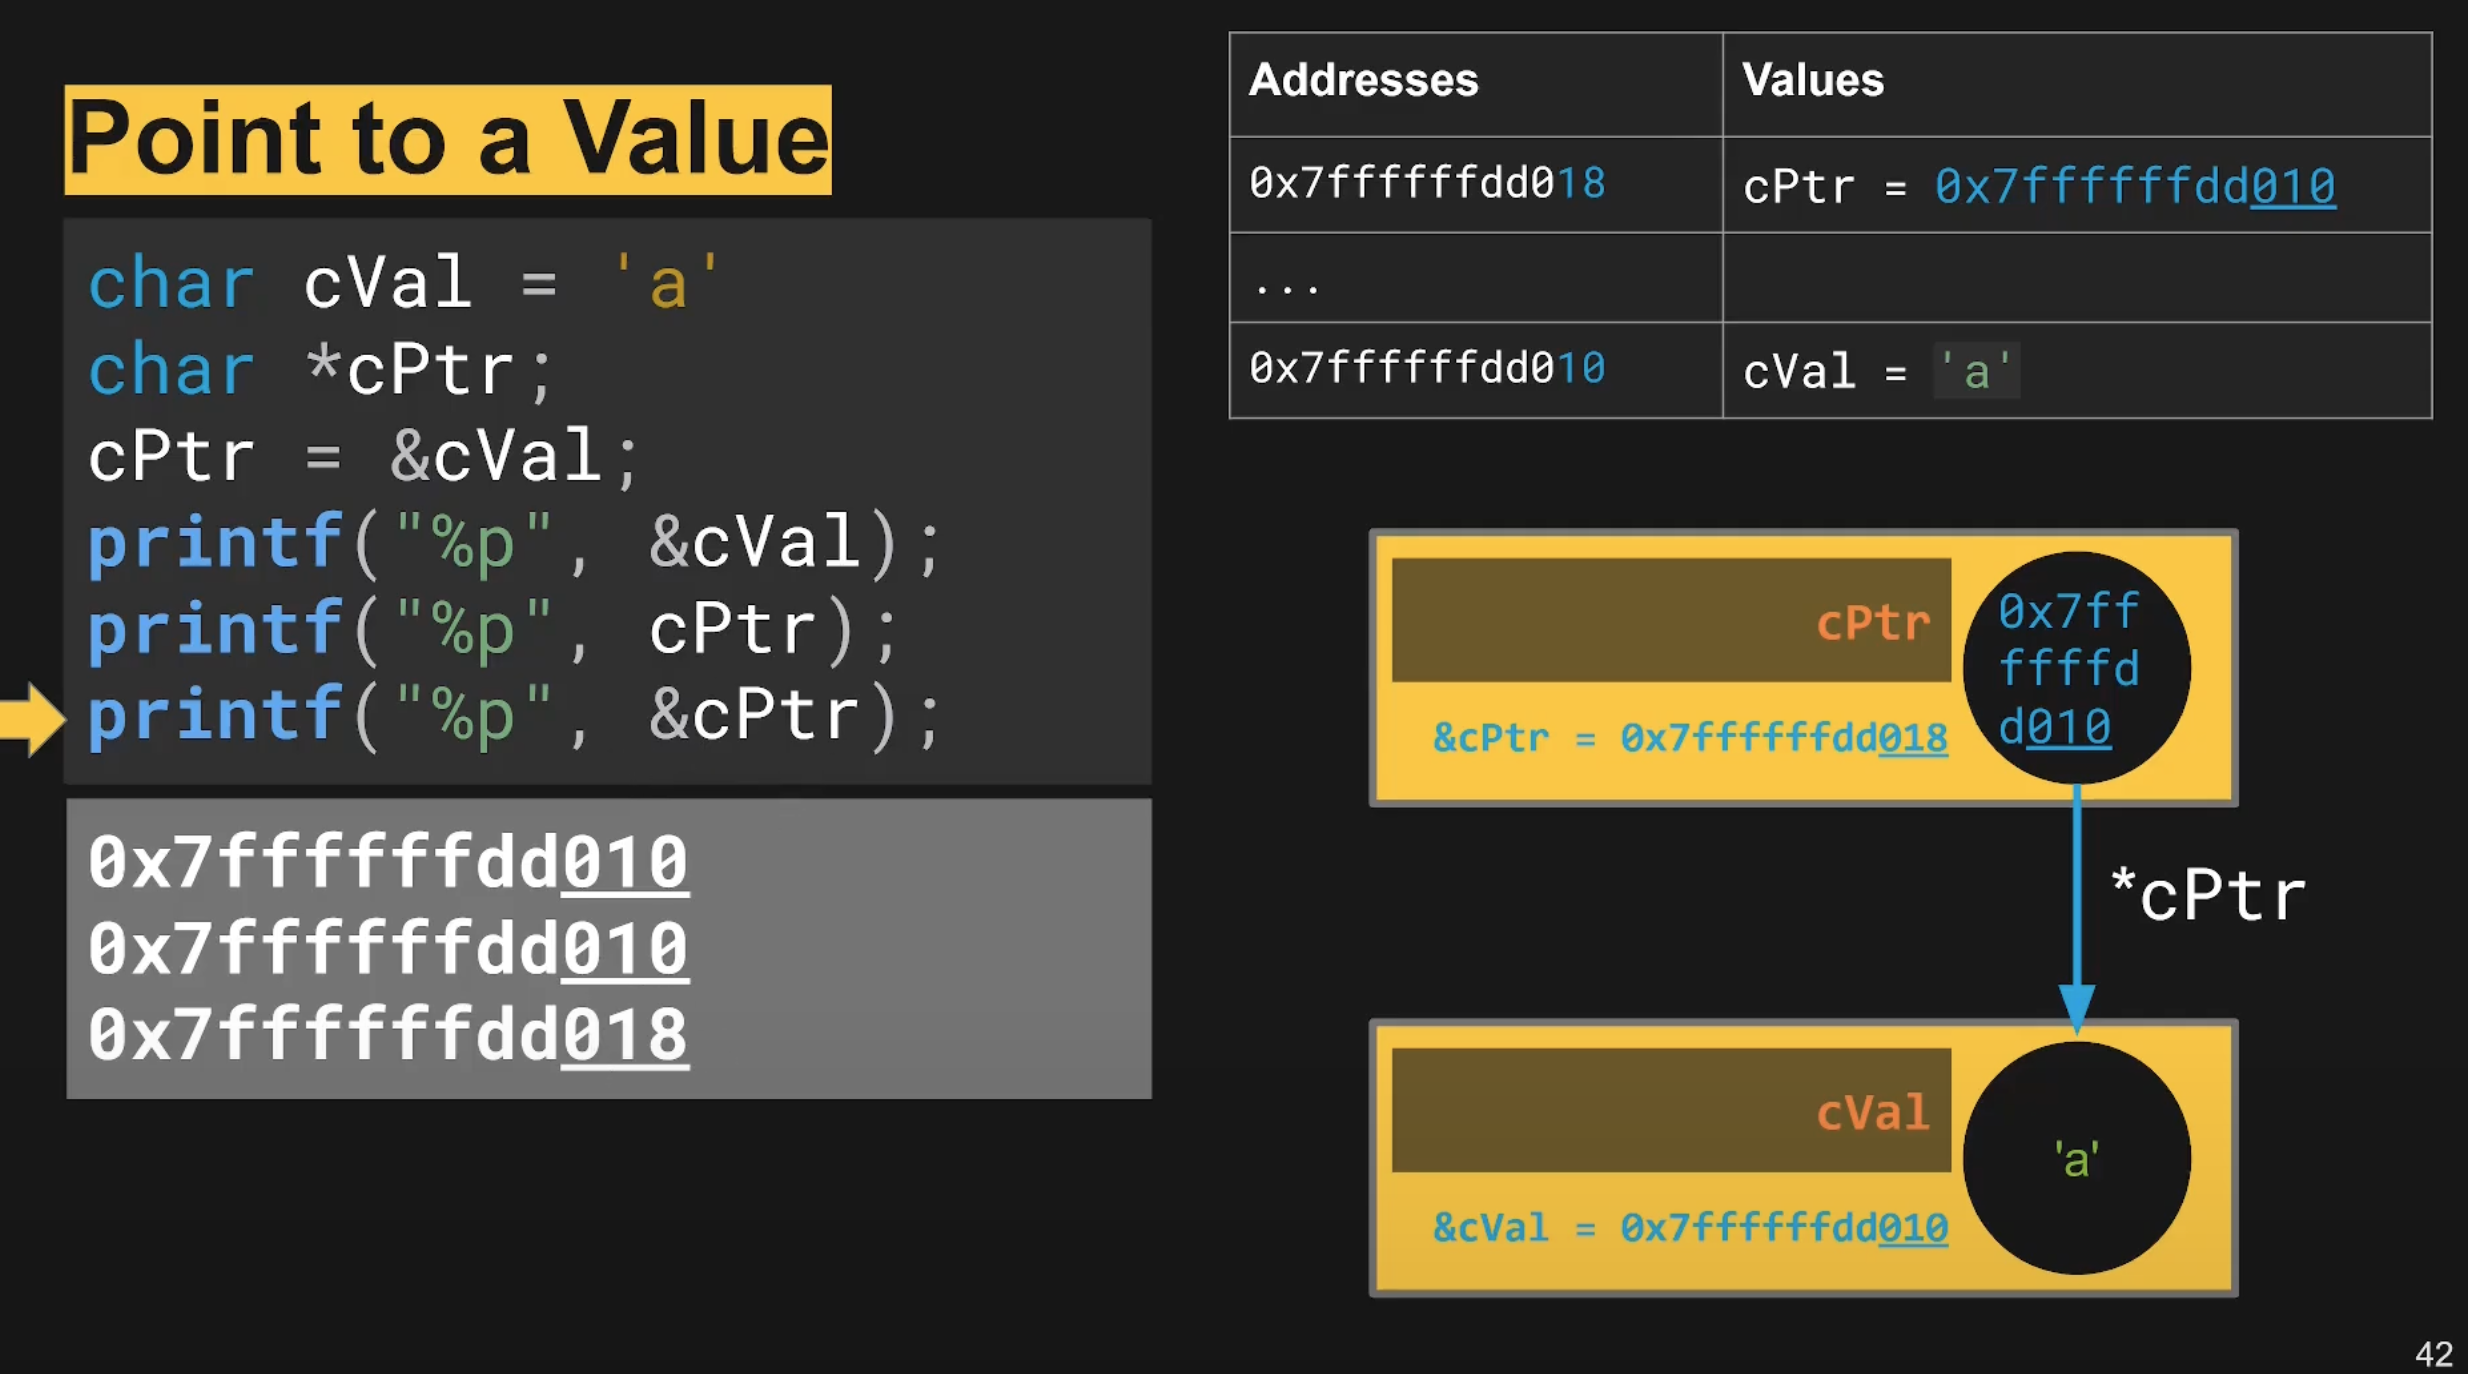 Point to a Value
char cVal = 'a'
char *cPtr;
cPtr = &cVal;
printf("%p", &cVal);
printf("%p", cPtr);
printf("%p", &cPtr);
0x7ffffffdd010
0x7ffffffdd010
0x7ffffffdd018
Addresses Values
0x7ffffffdd018 cPtr = 0x7ffffffdd010
...
0x7ffffffdd010 cVal = 'a'
cPtr
&cPtr = 0x7ffffffdd018
0x7ff
ffffd
d010
*cPtr
cVal
&cVal = 0x7ffffffdd010
'a'
42